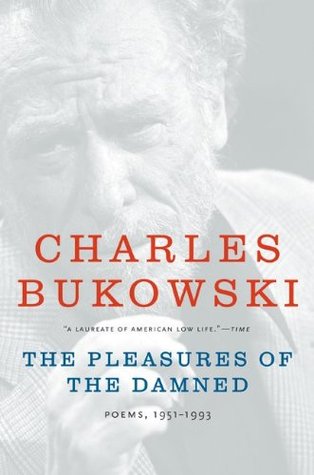 CHARLES
BUKOWSKI
"A LAUREATE OF AMERICAN LOW LIFE."—TIME
THE PLEASURES OF
THE DAMNED
POEMS, 1951–1993